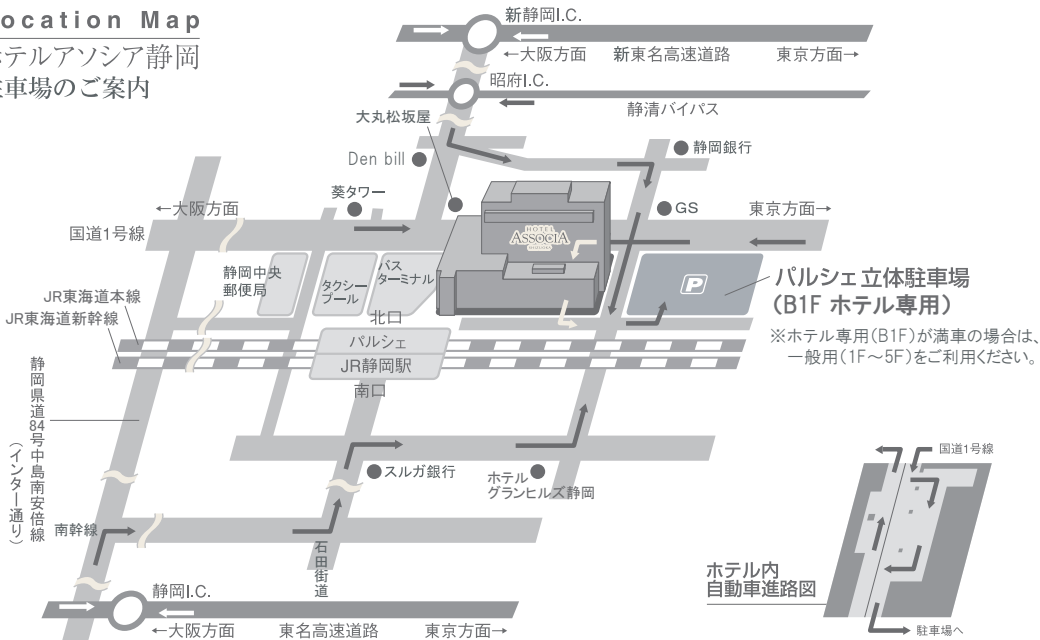 ocation Map
ホテルアソシア静岡
駐車場のご案内
新静岡I.C.
←大阪方面 新東名高速道路 東京方面→
昭府I.C.
静清バイパス
大丸松坂屋
Den bill
静岡銀行
葵タワー
GS
←大阪方面
東京方面→
国道1号線
HOTEL
ASSOCIA
静岡中央
郵便局
タクシー
プール
バス
ターミナル
P
パルシェ立体駐車場
(B1F ホテル専用)
※ホテル専用(B1F)が満車の場合は、
一般用(1F～5F)をご利用ください。
JR東海道本線
JR東海道新幹線
北口
パルシェ
JR静岡駅
南口
静岡県道84号中島南安倍線
(インター通り)
スルガ銀行
ホテル
グランヒルズ静岡
南幹線
石田街道
静岡I.C.
←大阪方面 東名高速道路 東京方面→
国道1号線
ホテル内
自動車進路図
駐車場へ